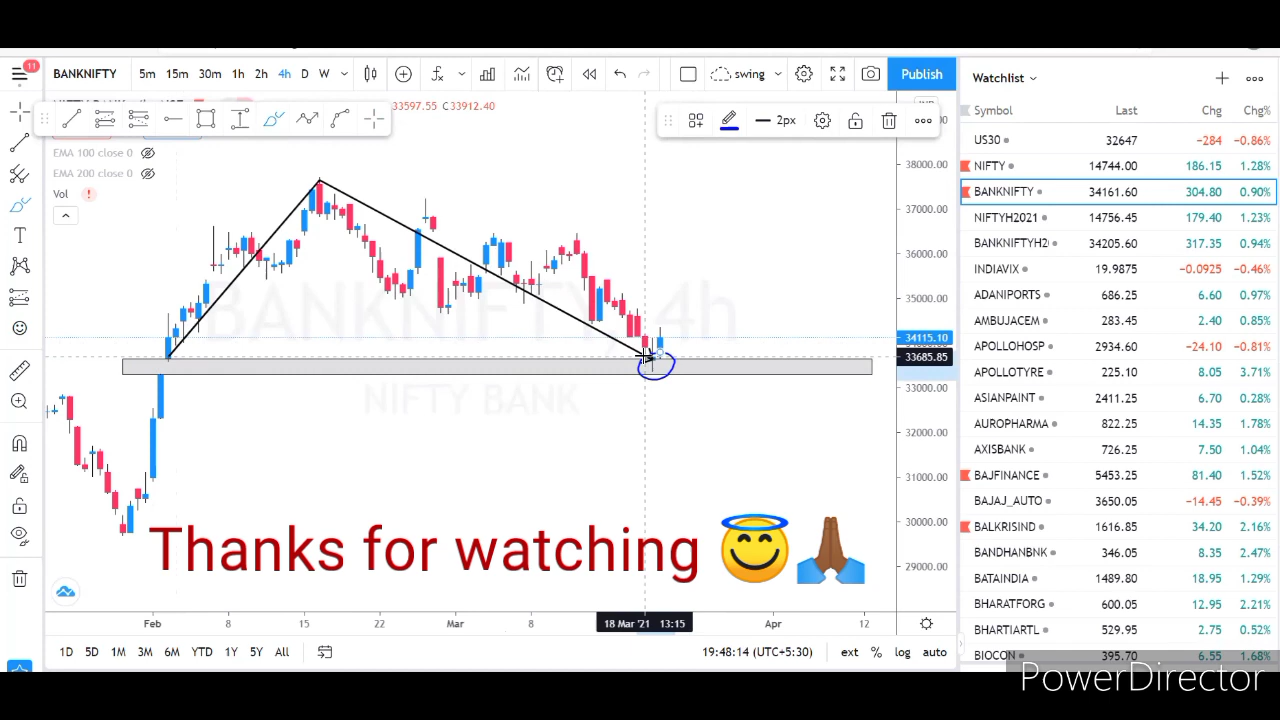 11
BANKNIFTY 5m 15m 30m 1h 2h 4h D W swing Publish
33597.55 C33912.40
2px
EMA 100 close 0
EMA 200 close 0
Vol !
38000.00
37000.00
36000.00
35000.00
34115.10
33685.85
33000.00
32000.00
31000.00
30000.00
29000.00
BANKNIFTY, 4h
NIFTY BANK
Thanks for watching 😇🙏🏾
Feb 8 15 22 Mar 8 18 Mar '21 13:15 Apr 12
1D 5D 1M 3M 6M YTD 1Y 5Y All 19:48:14 (UTC+5:30) ext % log auto
Watchlist
Symbol Last Chg Chg%
US30 32647 −284 −0.86%
NIFTY 14744.00 186.15 1.28%
BANKNIFTY 34161.60 304.80 0.90%
NIFTYH2021 14756.45 179.40 1.23%
BANKNIFTYH2 34205.60 317.35 0.94%
INDIAVIX 19.9875 −0.0925 −0.46%
ADANIPORTS 686.25 6.60 0.97%
AMBUJACEM 283.45 2.40 0.85%
APOLLOHOSP 2934.60 −24.10 −0.81%
APOLLOTYRE 225.10 8.05 3.71%
ASIANPAINT 2411.25 6.70 0.28%
AUROPHARMA 822.25 14.35 1.78%
AXISBANK 726.25 7.50 1.04%
BAJFINANCE 5453.25 81.40 1.52%
BAJAJ_AUTO 3650.05 −14.45 −0.39%
BALKRISIND 1616.85 34.20 2.16%
BANDHANBNK 346.05 8.35 2.47%
BATAINDIA 1489.80 18.95 1.29%
BHARATFORG 600.05 12.95 2.21%
BHARTIARTL 529.95 2.75 0.52%
BIOCON 395.70 6.55 1.68%
PowerDirector